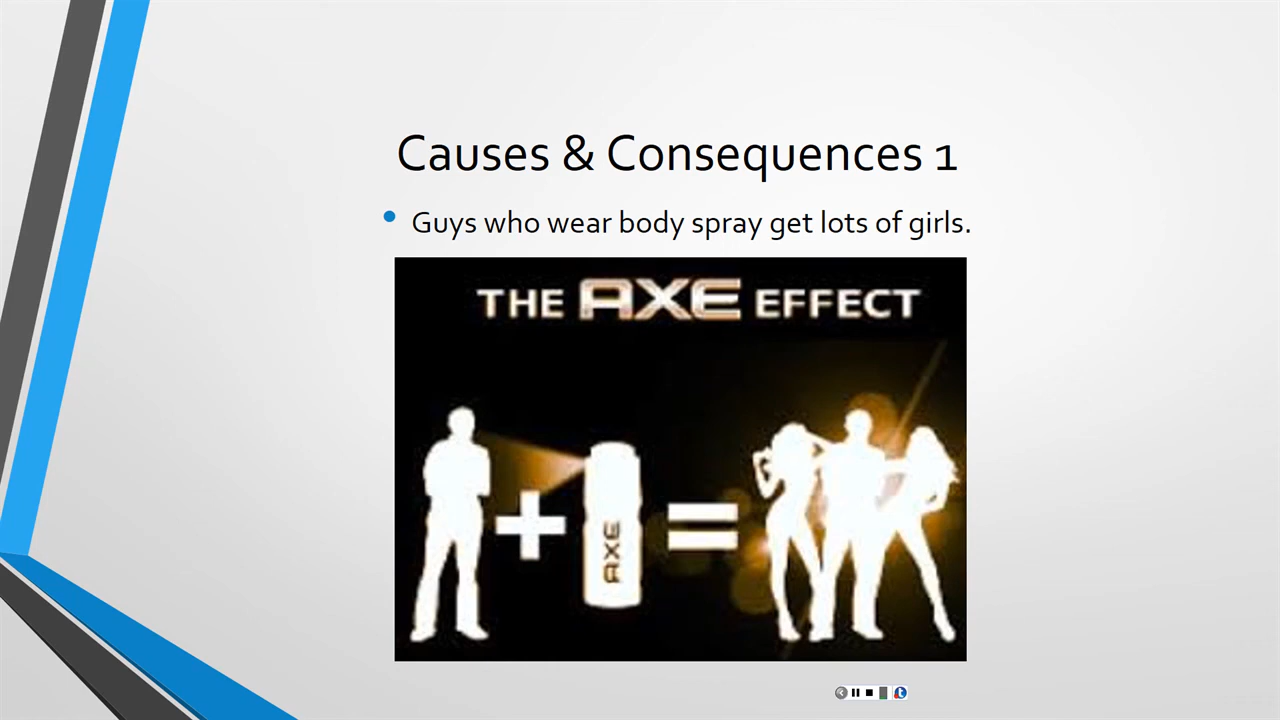 Causes & Consequences 1
Guys who wear body spray get lots of girls.
THE AXE EFFECT
AXE